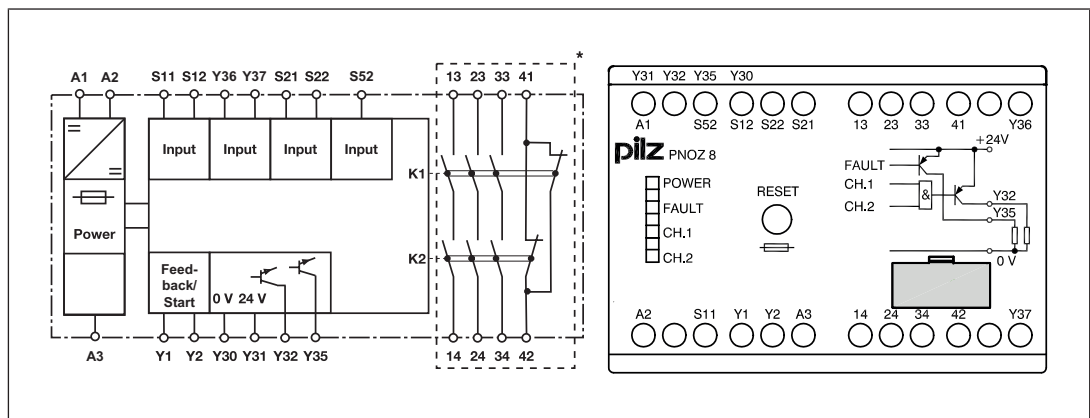 *
A1 A2 S11 S12 Y36 Y37 S21 S22 S52 13 23 33 41
Input Input Input Input
K1
Power
K2
Feed-
back/
Start
0 V 24 V
A3 Y1 Y2 Y30 Y31 Y32 Y35 14 24 34 42
Y31 Y32 Y35 Y30
A1 S52 S12 S22 S21 13 23 33 41 Y36
pilz PNOZ 8
POWER
FAULT
CH.1
CH.2
RESET
+24V
FAULT
CH.1
&
CH.2
Y32
Y35
0 V
A2 S11 Y1 Y2 A3 14 24 34 42 Y37